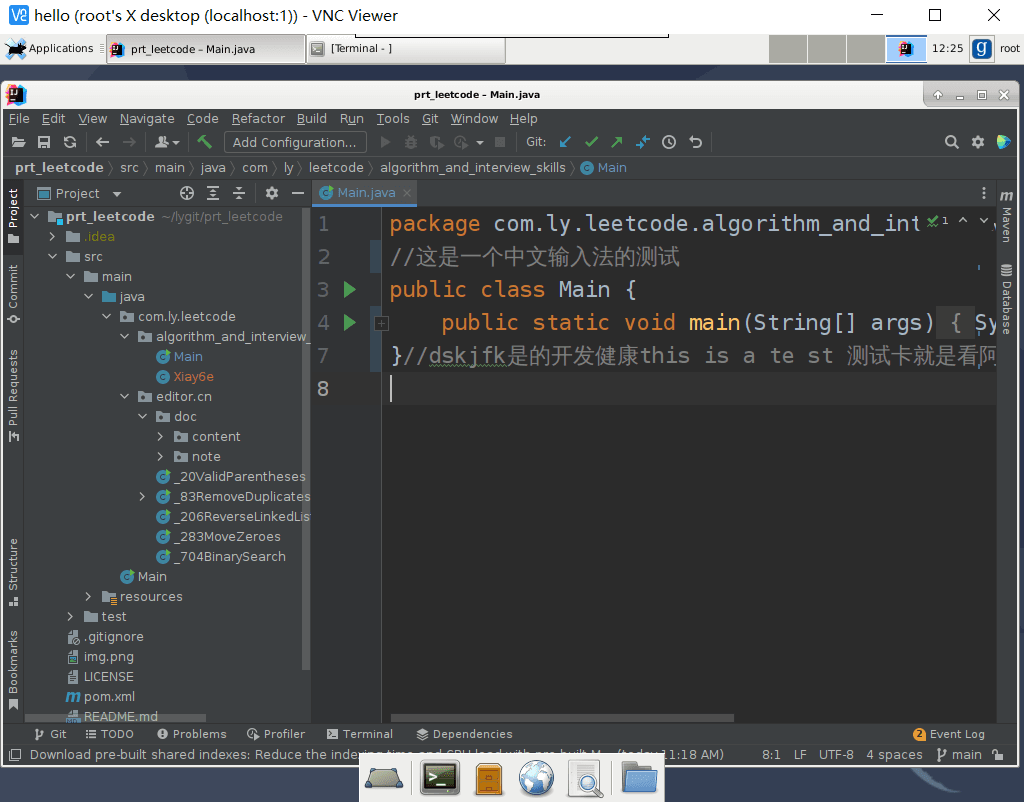 hello (root's X desktop (localhost:1)) - VNC Viewer
Applications prt_leetcode – Main.java [Terminal - ] 12:25 root
prt_leetcode – Main.java
File Edit View Navigate Code Refactor Build Run Tools Git Window Help
Add Configuration... Git:
prt_leetcode src main java com ly leetcode algorithm_and_interview_skills Main
Project Main.java
prt_leetcode ~/lygit/prt_leetcode
.idea
src
main
java
com.ly.leetcode
algorithm_and_interview_
Main
Xiay6e
editor.cn
doc
content
note
_20ValidParentheses
_83RemoveDuplicates
_206ReverseLinkedLis
_283MoveZeroes
_704BinarySearch
Main
resources
test
.gitignore
img.png
LICENSE
pom.xml
README.md
1 package com.ly.leetcode.algorithm_and_int 1
2 //这是一个中文输入法的测试
3 public class Main {
4 public static void main(String[] args) { Sy
7 }//dskjfk是的开发健康this is a te st 测试卡就是看阿
8
Project
Commit
Pull Requests
Structure
Bookmarks
Maven
Database
Git TODO Problems Profiler Terminal Dependencies 2 Event Log
Download pre-built shared indexes: Reduce the indexing time and CPU load with pre-built M... (today 11:18 AM) 8:1 LF UTF-8 4 spaces main